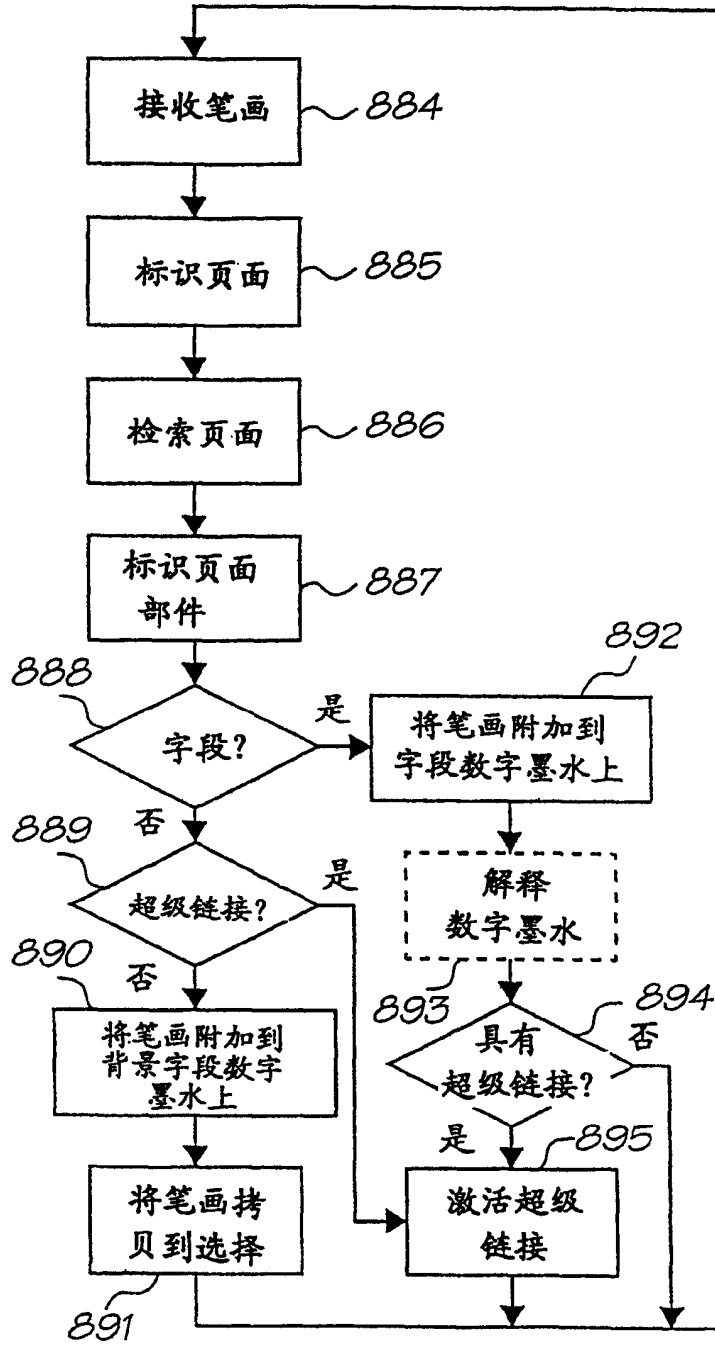 接收笔画
884
标识页面
885
检索页面
886
标识页面
部件
887
888
字段?
是
否
892
将笔画附加到
字段数字墨水上
889
超级链接?
是
否
解释
数字墨水
893
890
将笔画附加到
背景字段数字
墨水上
894
具有
超级链接?
否
是
895
将笔画拷
贝到选择
891
激活超级
链接